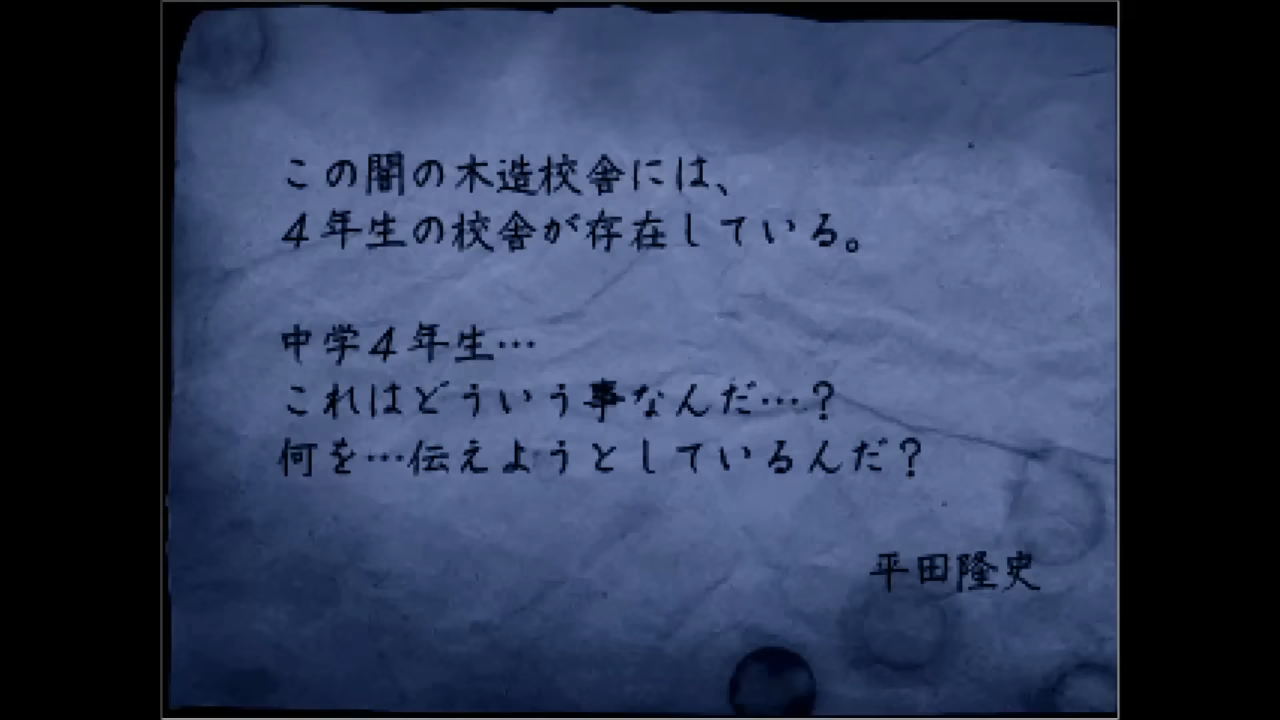 この闇の木造校舎には、
４年生の校舎が存在している。
中学４年生…
これはどういう事なんだ…？
何を…伝えようとしているんだ？
平田隆史